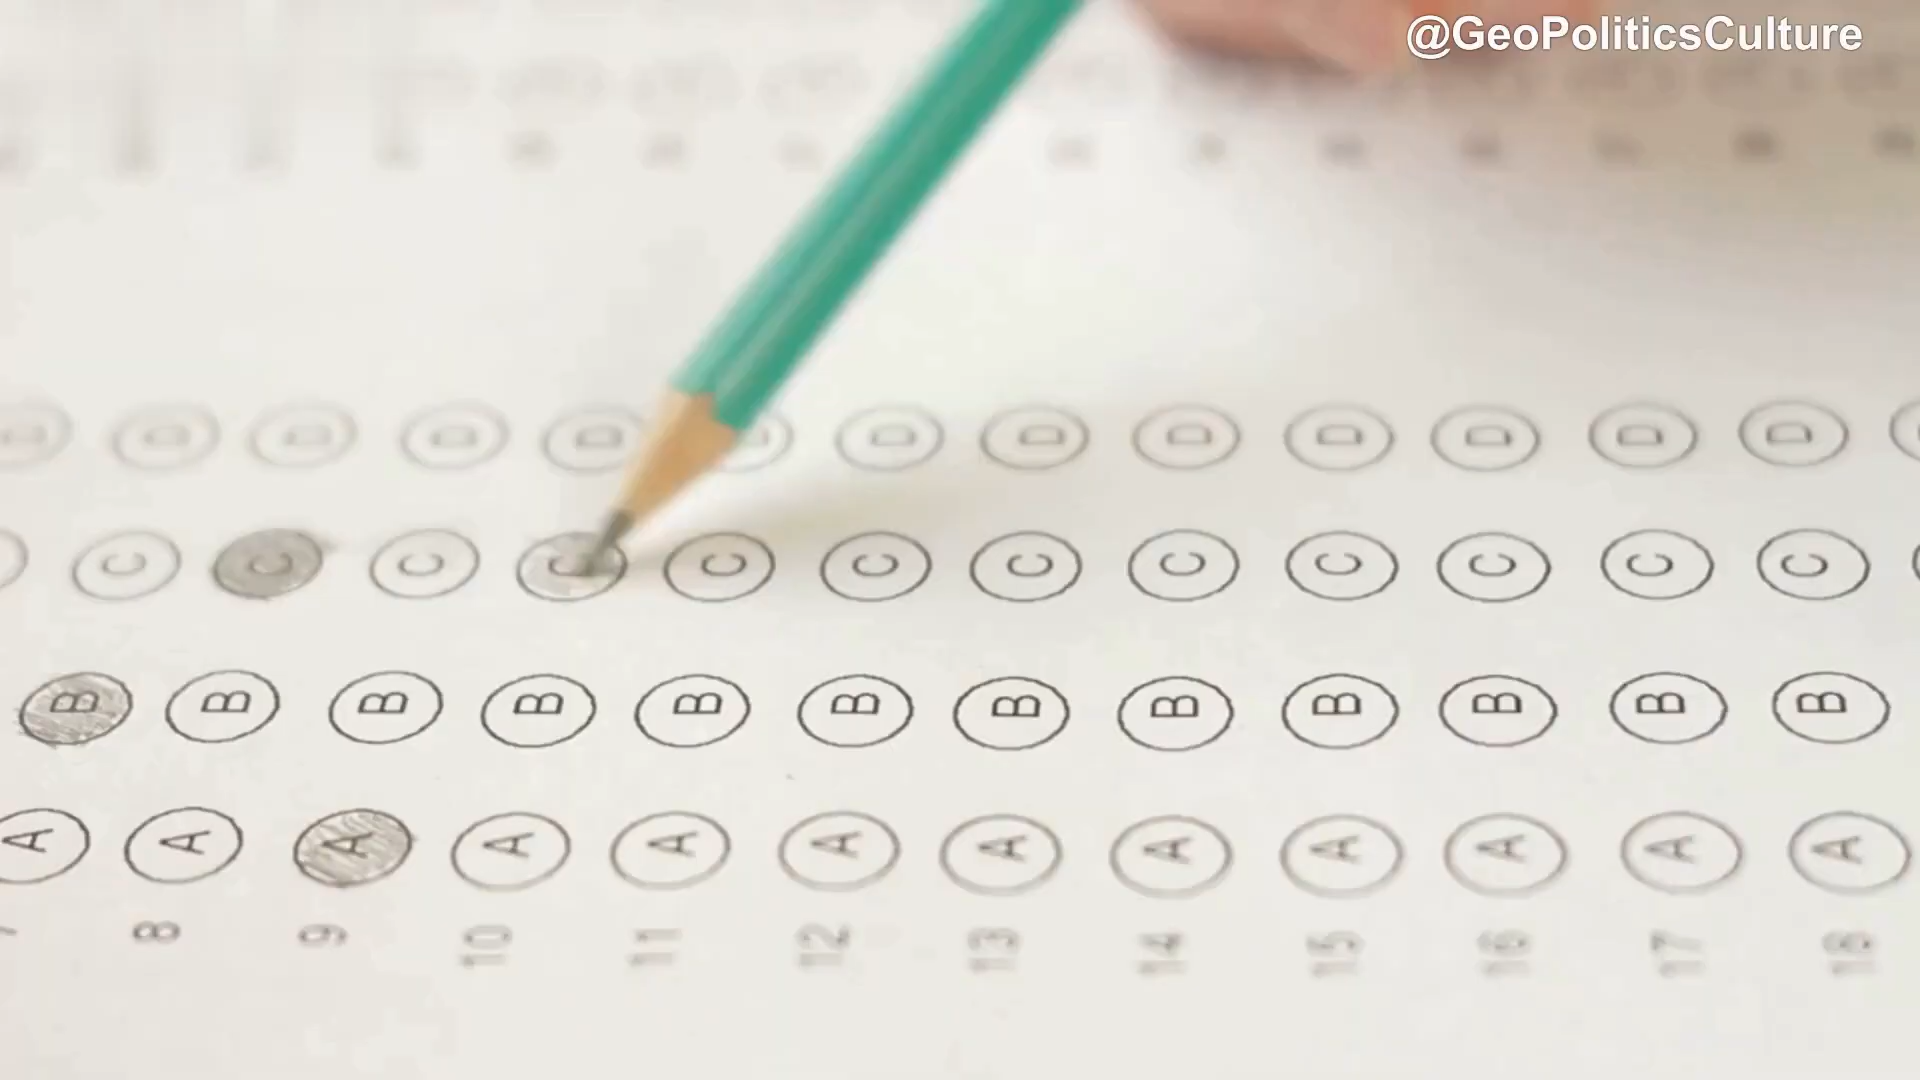 @GeoPoliticsCulture
D D D D D D D D D D D D
C C C C C C C C C C C C
B B B B B B B B B B B B
A A A A A A A A A A A A
8 9 10 11 12 13 14 15 16 17 18